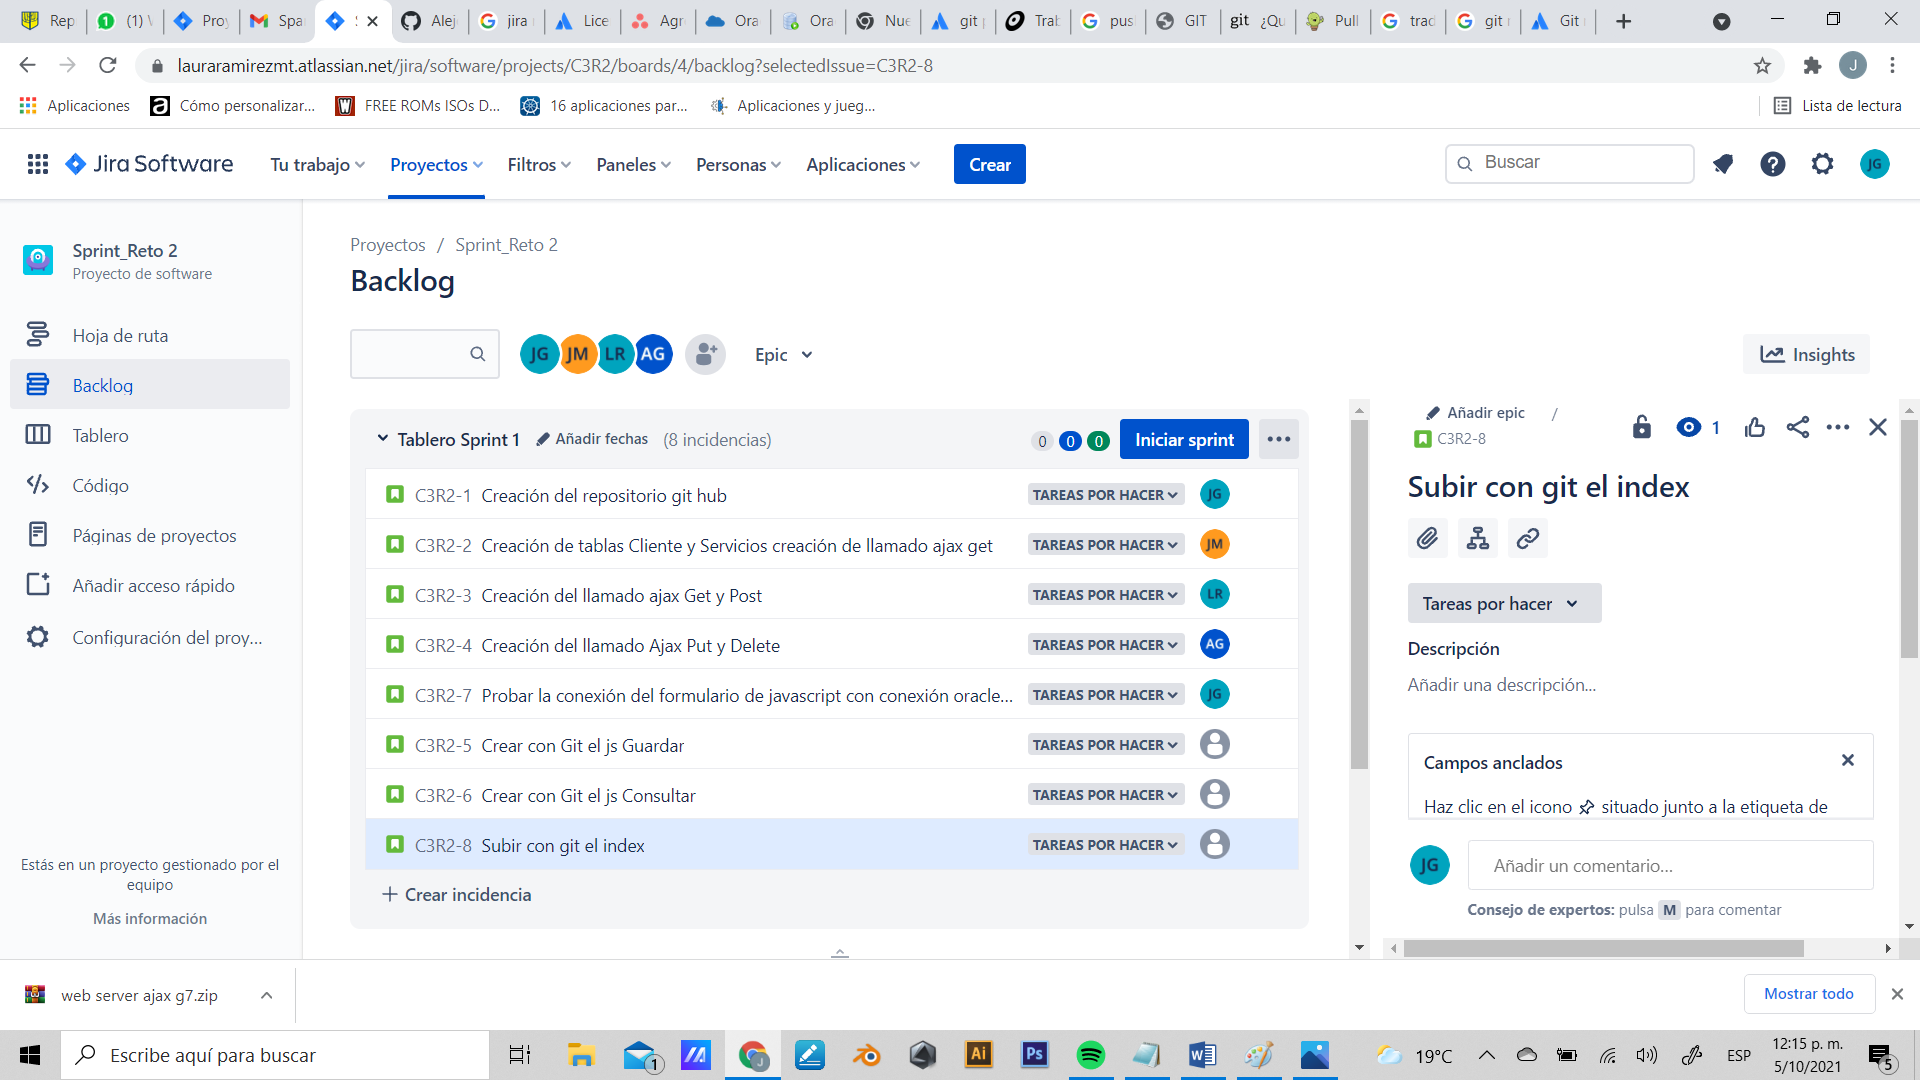 Rep
(1) \
Proy
Spa
S
Alej
jira
Lice
Agr
Ora
Ora
Nue
git p
Trab
pus
GIT
git ¿Qu
Pull
trad
git r
Git
lauraramirezmt.atlassian.net/jira/software/projects/C3R2/boards/4/backlog?selectedIssue=C3R2-8
J
Aplicaciones
Cómo personalizar...
FREE ROMs ISOs D...
16 aplicaciones par...
Aplicaciones y jueg...
Lista de lectura
Jira Software
Tu trabajo
Proyectos
Filtros
Paneles
Personas
Aplicaciones
Crear
Buscar
JG
Sprint_Reto 2
Proyecto de software
Hoja de ruta
Backlog
Tablero
Código
Páginas de proyectos
Añadir acceso rápido
Configuración del proy...
Estás en un proyecto gestionado por el
equipo
Más información
Proyectos / Sprint_Reto 2
Backlog
JG JM LR AG
Epic
Insights
Tablero Sprint 1 Añadir fechas (8 incidencias)
0 0 0
Iniciar sprint
C3R2-1 Creación del repositorio git hub TAREAS POR HACER JG
C3R2-2 Creación de tablas Cliente y Servicios creación de llamado ajax get TAREAS POR HACER JM
C3R2-3 Creación del llamado ajax Get y Post TAREAS POR HACER LR
C3R2-4 Creación del llamado Ajax Put y Delete TAREAS POR HACER AG
C3R2-7 Probar la conexión del formulario de javascript con conexión oracle... TAREAS POR HACER JG
C3R2-5 Crear con Git el js Guardar TAREAS POR HACER
C3R2-6 Crear con Git el js Consultar TAREAS POR HACER
C3R2-8 Subir con git el index TAREAS POR HACER
+ Crear incidencia
Añadir epic /
C3R2-8
1
Subir con git el index
Tareas por hacer
Descripción
Añadir una descripción...
Campos anclados
Haz clic en el icono situado junto a la etiqueta de
JG
Añadir un comentario...
Consejo de expertos: pulsa M para comentar
web server ajax g7.zip
Mostrar todo
Escribe aquí para buscar
1
J
Ai
Ps
19°C
ESP
12:15 p. m.
5/10/2021
5